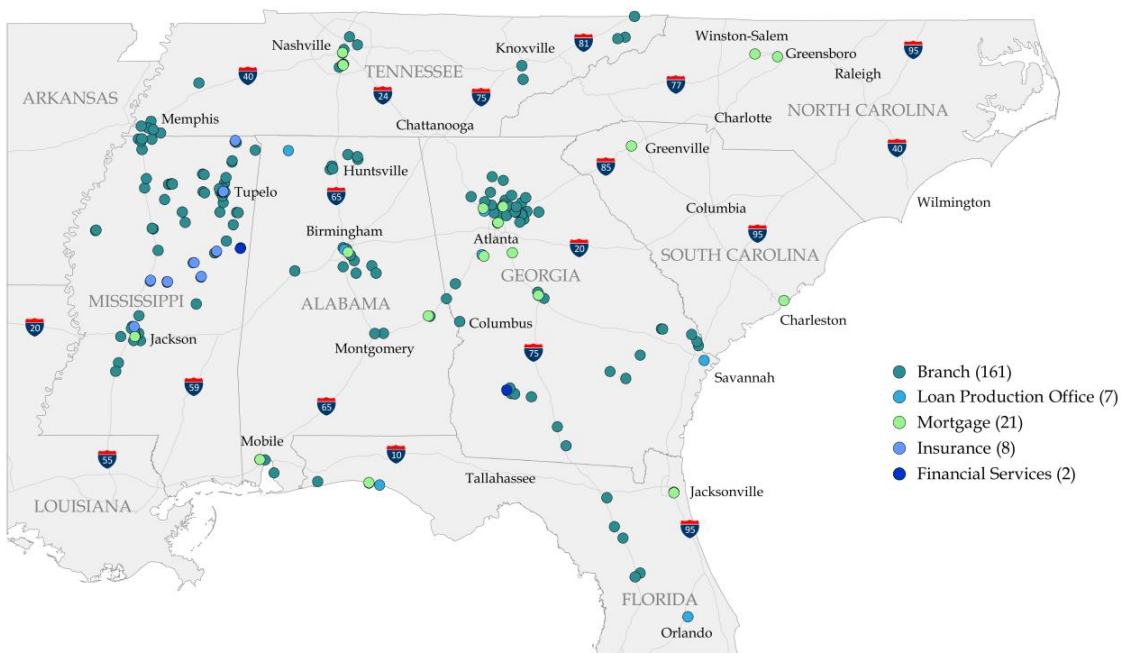 81
Winston-Salem
Nashville
Knoxville
Greensboro
95
TENNESSEE
40
Raleigh
77
ARKANSAS
24
75
NORTH CAROLINA
Memphis
Chattanooga
Charlotte
Greenville
40
85
Huntsville
Tupelo
65
Columbia
Wilmington
Birmingham
95
Atlanta
20
SOUTH CAROLINA
GEORGIA
MISSISSIPPI
ALABAMA
20
Jackson
Columbus
Charleston
Montgomery
75
Savannah
Branch (161)
59
Loan Production Office (7)
65
Mortgage (21)
Mobile
Insurance (8)
55
10
Financial Services (2)
Tallahassee
Jacksonville
LOUISIANA
95
FLORIDA
Orlando